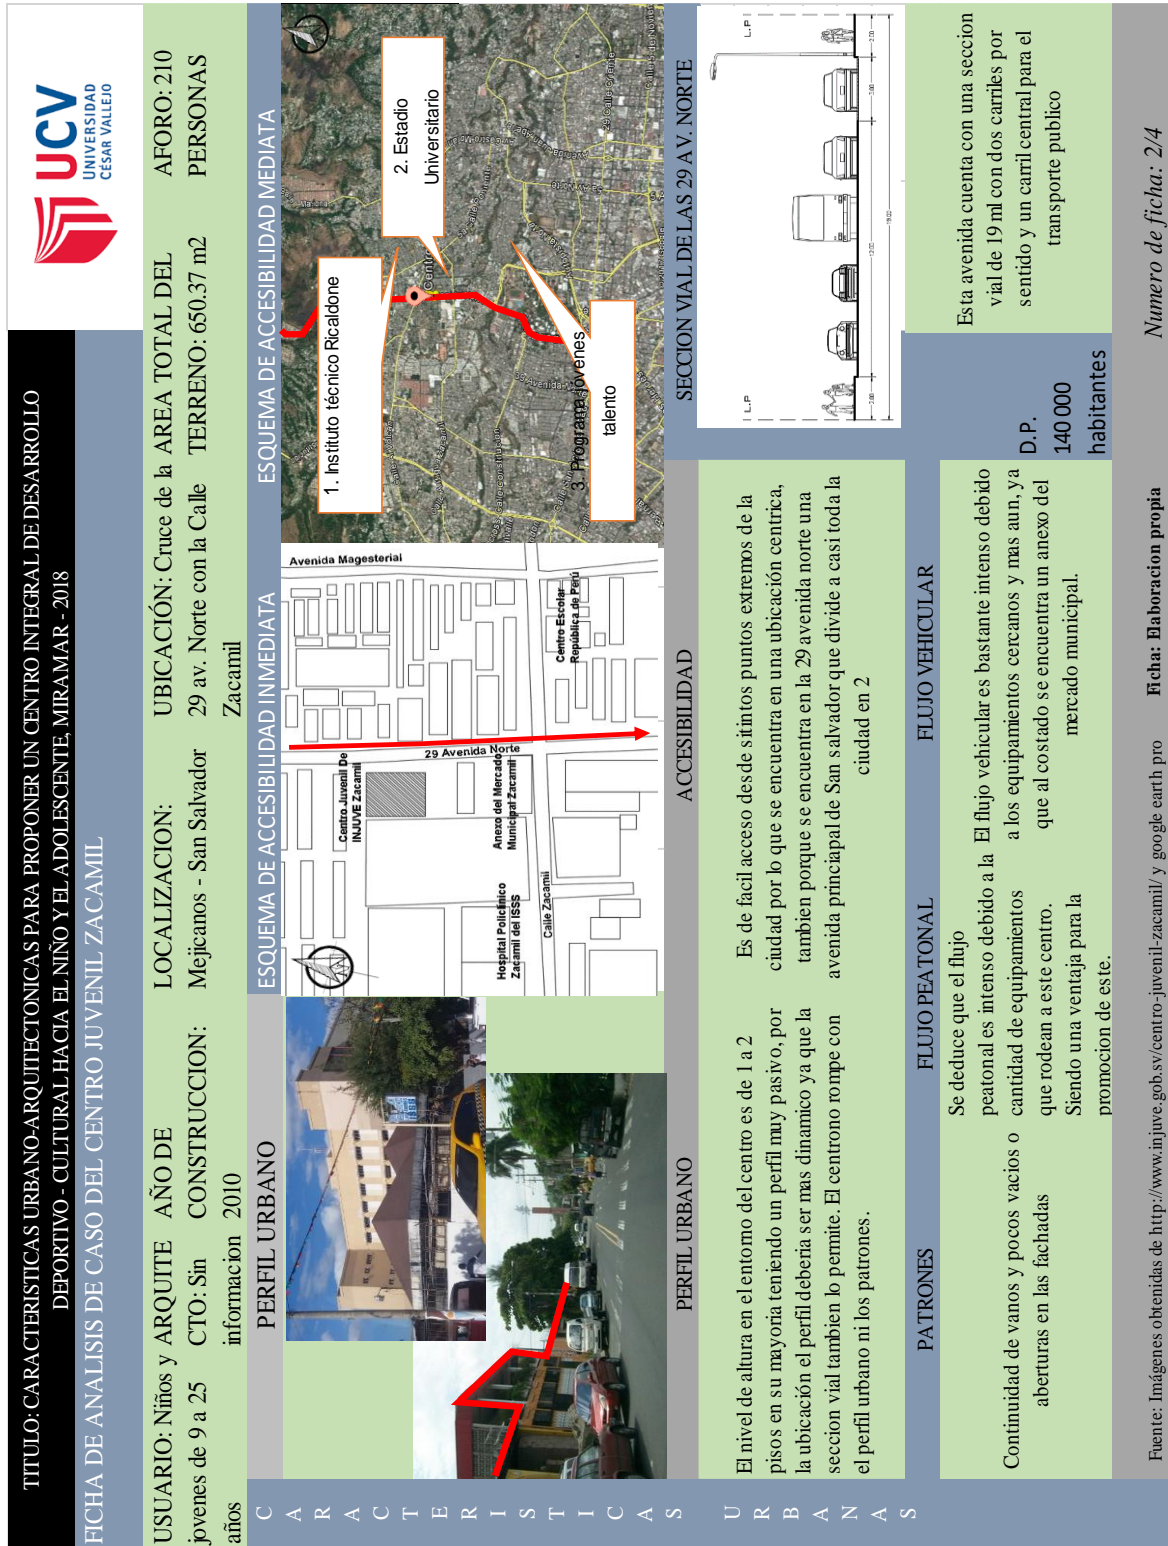 TITULO: CARACTERISTICAS URBANO-ARQUITECTONICAS PARA PROPONER UN CENTRO INTEGRAL DE DESARROLLO
DEPORTIVO - CULTURAL HACIA EL NIÑO Y EL ADOLESCENTE, MIRAMAR - 2018
UCV
UNIVERSIDAD
CÉSAR VALLEJO
FICHA DE ANALISIS DE CASO DEL CENTRO JUVENIL ZACAMIL
USUARIO: Niños y
jovenes de 9 a 25
años
ARQUITE
CTO: Sin
informacion
AÑO DE
CONSTRUCCION:
2010
LOCALIZACION:
Mejicanos - San Salvador
UBICACIÓN: Cruce de la
29 av. Norte con la Calle
Zacamil
AREA TOTAL DEL
TERRENO: 650.37 m2
AFORO: 210
PERSONAS
CARACTERISTICAS
URBANAS
PERFIL URBANO
ESQUEMA DE ACCESIBILIDAD INMEDIATA
Avenida Magesterial
29 Avenida Norte
Centro Juvenil De
INJUVE Zacamil
Anexo del Mercado
Municipal Zacamil
Centro Escolar
República de Perú
Hospital Policlínico
Zacamil del ISSS
Calle Zacamil
ESQUEMA DE ACCESIBILIDAD MEDIATA
1. Instituto técnico Ricaldone
2. Estadio
Universitario
3. Programa jovenes
talento
PERFIL URBANO
El nivel de altura en el entorno del centro es de 1 a 2
pisos en su mayoria teniendo un perfil muy pasivo, por
la ubicación el perfil deberia ser mas dinamico ya que la
seccion vial tambien lo permite. El centrono rompe con
el perfil urbano ni los patrones.
ACCESIBILIDAD
Es de facil acceso desde sitintos puntos extremos de la
ciudad por lo que se encuentra en una ubicación centrica,
tambien porque se encuentra en la 29 avenida norte una
avenida princiapal de San salvador que divide a casi toda la
ciudad en 2
SECCION VIAL DE LAS 29 AV. NORTE
L.P
L.P
2.00
3.00
12.00
3.00
2.00
19.00
PATRONES
Continuidad de vanos y pocos vacios o
aberturas en las fachadas
FLUJO PEATONAL
Se deduce que el flujo
peatonal es intenso debido a la
cantidad de equipamientos
que rodean a este centro.
Siendo una ventaja para la
promocion de este.
FLUJO VEHICULAR
El flujo vehicular es bastante intenso debido
a los equipamientos cercanos y mas aun, ya
que al costado se encuentra un anexo del
mercado municipal.
D.P.
140 000
habitantes
Esta avenida cuenta con una seccion
vial de 19 ml con dos carriles por
sentido y un carril central para el
transporte publico
Fuente: Imágenes obtenidas de http://www.injuve.gob.sv/centro-juvenil-zacamil/ y google earth pro
Ficha: Elaboracion propia
Numero de ficha: 2/4